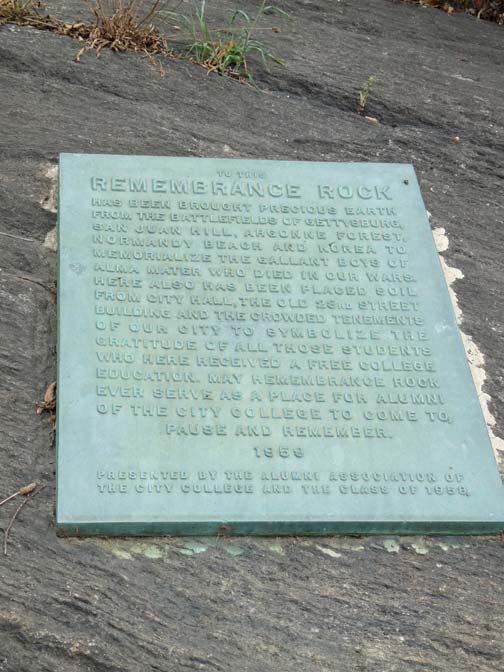 TO THIS
REMEMBRANCE ROCK
HAS BEEN BROUGHT PRECIOUS EARTH
FROM THE BATTLEFIELDS OF GETTYSBURG,
SAN JUAN HILL, ARGONNE FOREST,
NORMANDY BEACH AND KOREA TO
MEMORIALIZE THE GALLANT BOYS OF
ALMA MATER WHO DIED IN OUR WARS.
HERE ALSO HAS BEEN PLACED SOIL
FROM CITY HALL, THE OLD 23RD STREET
BUILDING AND THE CROWDED TENEMENTS
OF OUR CITY TO SYMBOLIZE THE
GRATITUDE OF ALL THOSE STUDENTS
WHO HERE RECEIVED A FREE COLLEGE
EDUCATION. MAY REMEMBRANCE ROCK
EVER SERVE AS A PLACE FOR ALUMNI
OF THE CITY COLLEGE TO COME TO,
PAUSE AND REMEMBER.
1959
PRESENTED BY THE ALUMNI ASSOCIATION OF
THE CITY COLLEGE AND THE CLASS OF 1958.